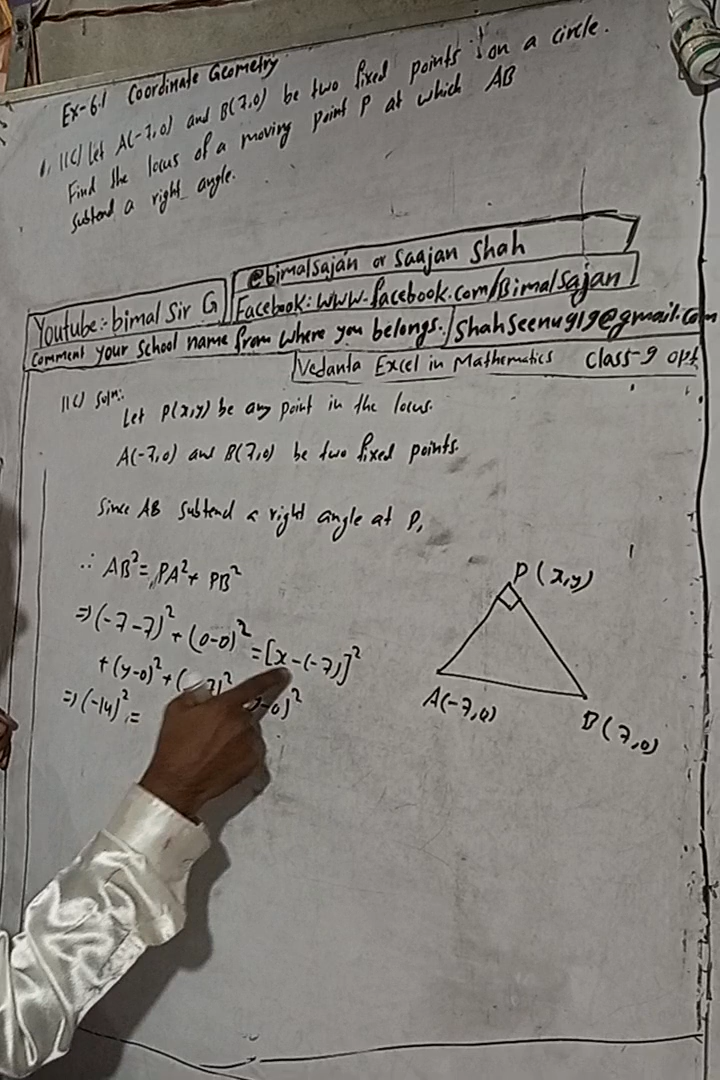 Ex-6.1 Coordinate Geometry
1. 11(c) Let A(-7,0) and B(7,0) be two fixed points on a circle.
Find the locus of a moving point P at which AB
subtend a right angle.
@bimalsajan or Saajan Shah
Youtube:- bimal Sir G
Facebook: www.facebook.com/Bimalsajan
Comment your School name from where you belongs.
Shahseenu919@gmail.com
Vedanta Excel in Mathematics Class-9 opt
11(c) Soln:
Let P(x,y) be any point in the locus.
A(-7,0) and B(7,0) be two fixed points.
Since AB subtend a right angle at P,
∴ AB² = PA² + PB²
⇒ (-7-7)² + (0-0)² = [x-(-7)]²
+ (y-0)² + ( )² -0)²
⇒ (-14)² =
P(x,y)
A(-7,0)
B(7,0)